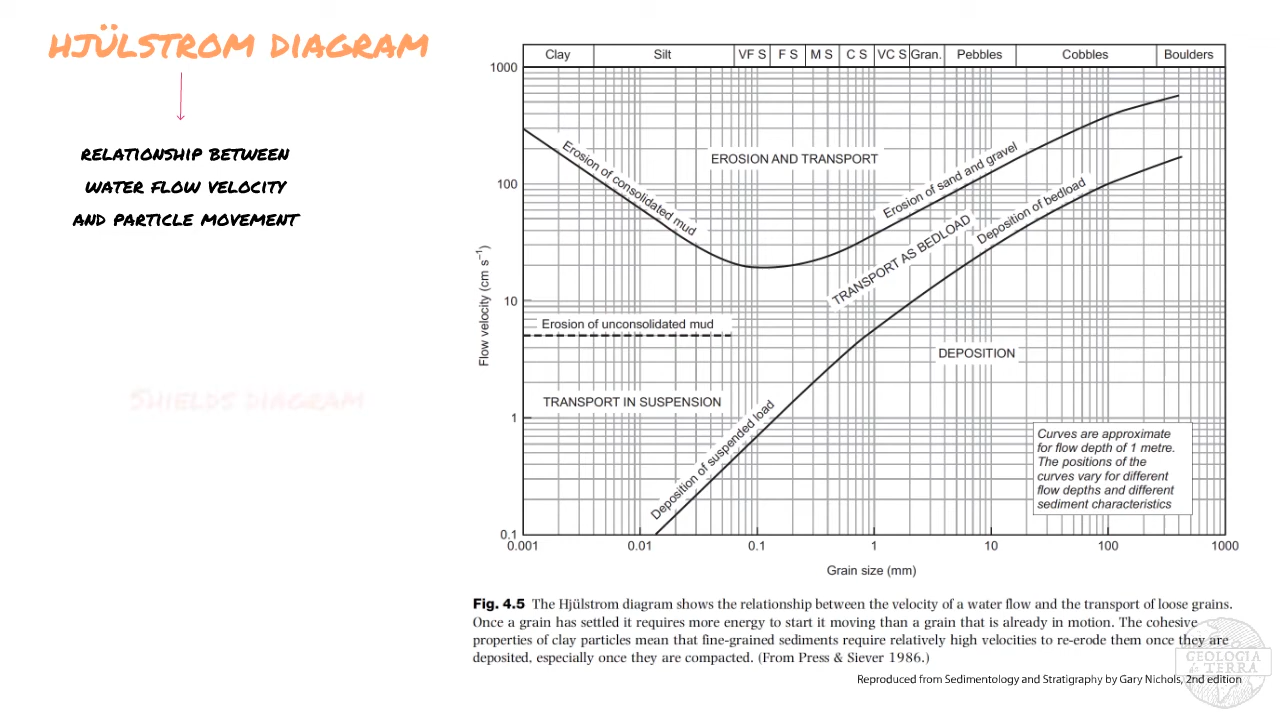 HJÜLSTROM DIAGRAM
RELATIONSHIP BETWEEN
WATER FLOW VELOCITY
AND PARTICLE MOVEMENT
SHIELDS DIAGRAM
Clay Silt VF S F S M S C S VC S Gran. Pebbles Cobbles Boulders
1000
100
10
1
0.1
Flow velocity (cm s⁻¹)
Erosion of consolidated mud
EROSION AND TRANSPORT
Erosion of sand and gravel
Deposition of bedload
TRANSPORT AS BEDLOAD
Erosion of unconsolidated mud
DEPOSITION
TRANSPORT IN SUSPENSION
Deposition of suspended load
Curves are approximate
for flow depth of 1 metre.
The positions of the
curves vary for different
flow depths and different
sediment characteristics
0.001 0.01 0.1 1 10 100 1000
Grain size (mm)
Fig. 4.5 The Hjülstrom diagram shows the relationship between the velocity of a water flow and the transport of loose grains.
Once a grain has settled it requires more energy to start it moving than a grain that is already in motion. The cohesive
properties of clay particles mean that fine-grained sediments require relatively high velocities to re-erode them once they are
deposited, especially once they are compacted. (From Press & Siever 1986.)
GEOLOGIA
da TERRA
Reproduced from Sedimentology and Stratigraphy by Gary Nichols, 2nd edition